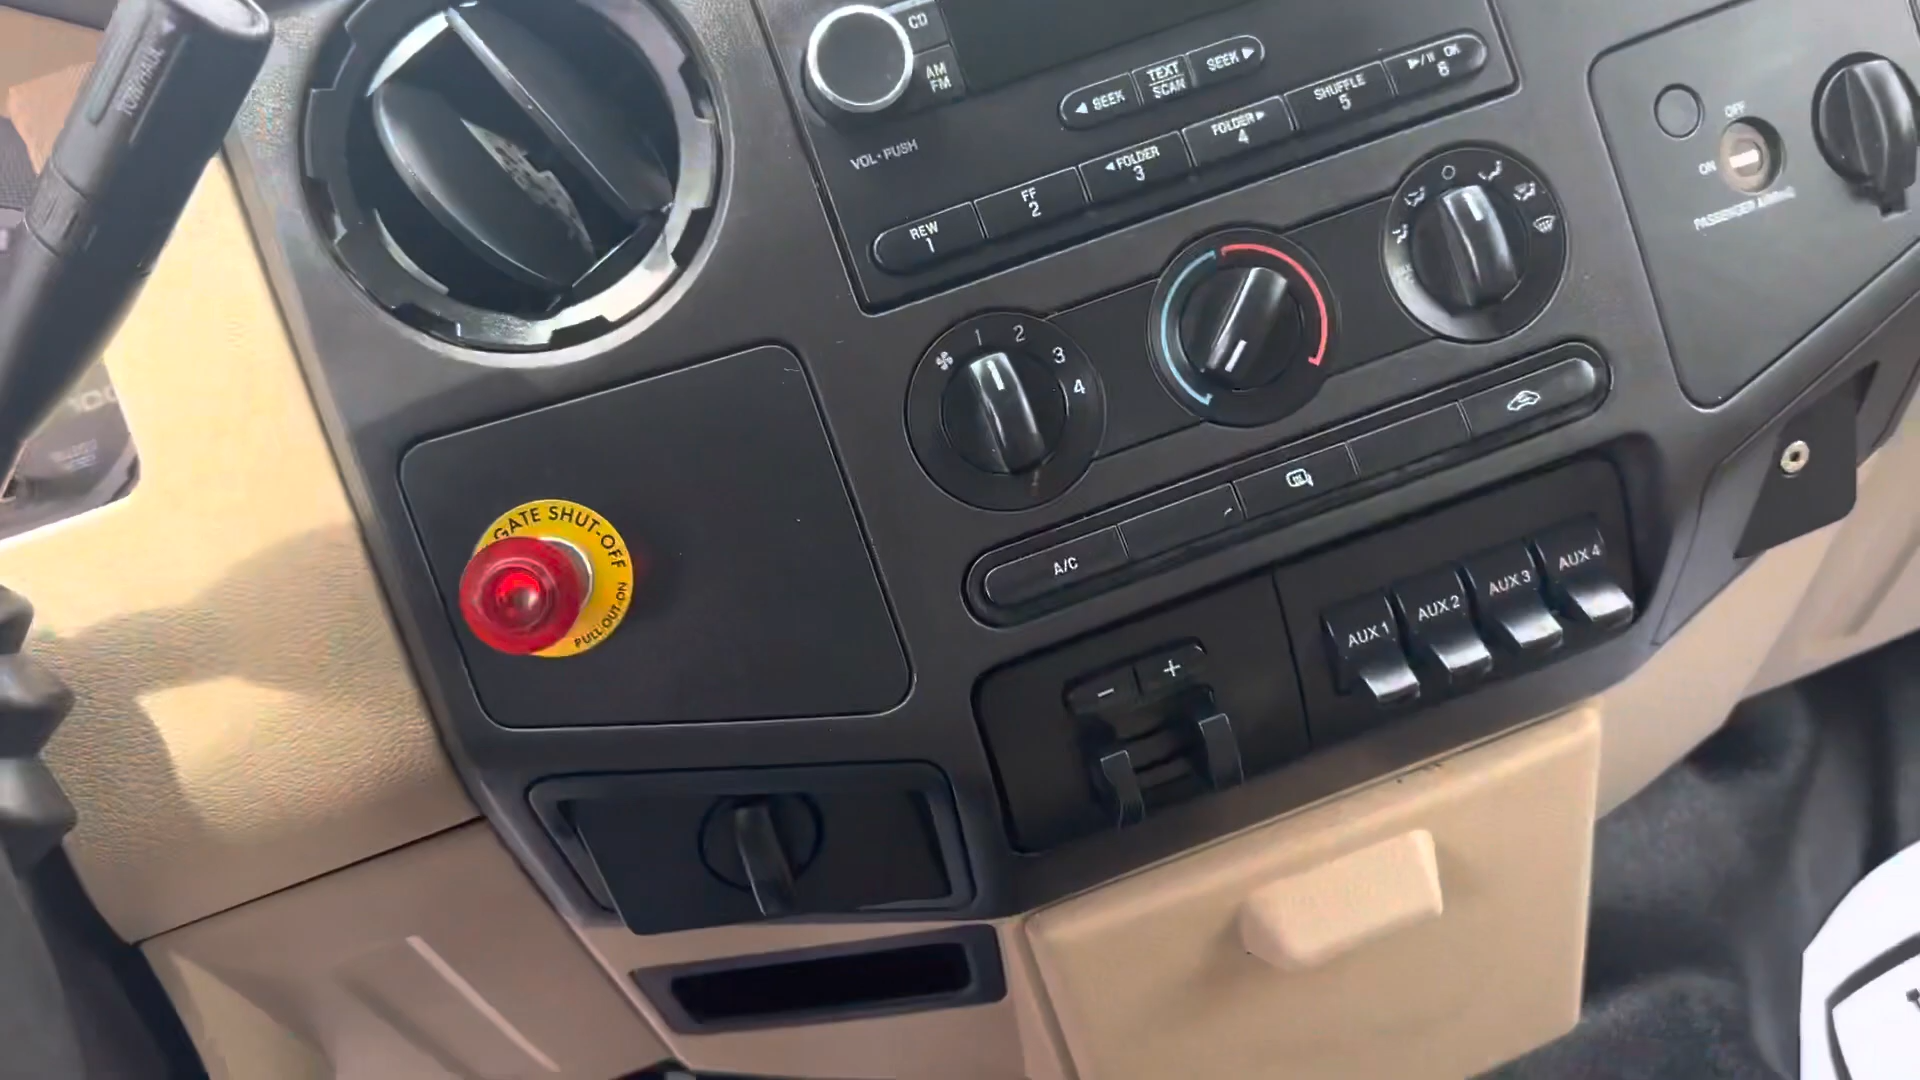 TOW/HAUL
CD
AM
FM
VOL•PUSH
◄ SEEK
TEXT
SCAN
SEEK ►
REW
1
FF
2
◄FOLDER
3
FOLDER►
4
SHUFFLE
5
►/II OK
6
OFF
ON
PASSENGER AIRBAG
1
2
3
4
GATE SHUT-OFF
PULL OUT-ON
A/C
- +
AUX 1
AUX 2
AUX 3
AUX 4